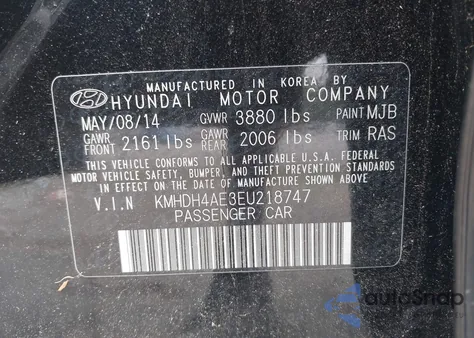 MANUFACTURED IN KOREA BY
HYUNDAI MOTOR COMPANY
MAY/08/14 GVWR 3880 lbs PAINT MJB
GAWR FRONT 2161 lbs GAWR REAR 2006 lbs TRIM RAS
THIS VEHICLE CONFORMS TO ALL APPLICABLE U.S.A. FEDERAL
MOTOR VEHICLE SAFETY, BUMPER, AND THEFT PREVENTION STANDARDS
IN EFFECT ON THE DATE OF MANUFACTURE SHOWN ABOVE.
V.I.N KMHDH4AE3EU218747
PASSENGER CAR
autoSnap